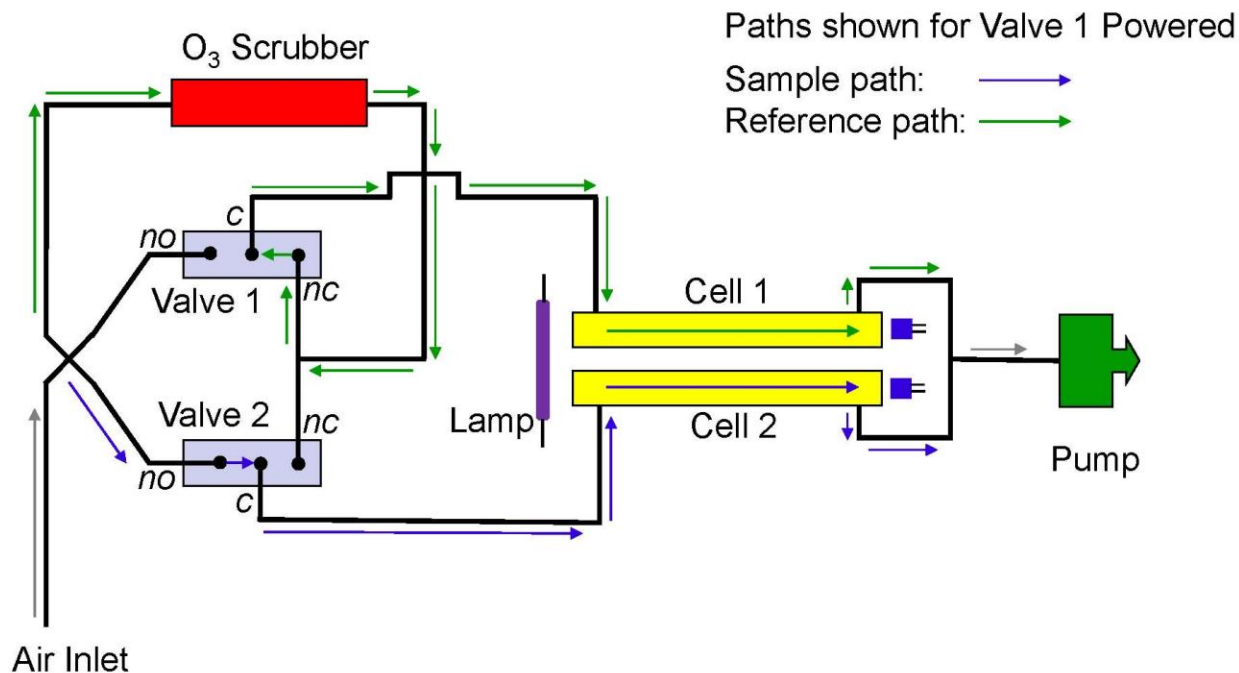 Paths shown for Valve 1 Powered
O₃ Scrubber
Sample path:
Reference path:
c
no
nc
Valve 1
Cell 1
Valve 2
nc
Lamp
Cell 2
no
c
Pump
Air Inlet